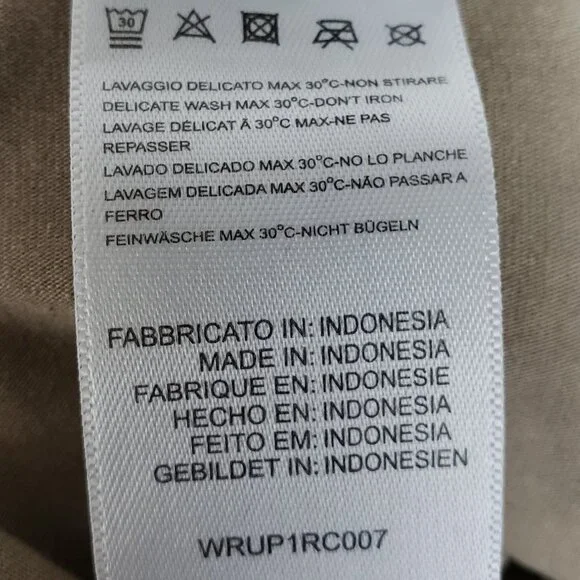 30
LAVAGGIO DELICATO MAX 30°C-NON STIRARE
DELICATE WASH MAX 30°C-DON'T IRON
LAVAGE DÉLICAT Á 30°C MAX-NE PAS
REPASSER
LAVADO DELICADO MAX 30°C-NO LO PLANCHE
LAVAGEM DELICADA MAX 30°C-NÃO PASSAR A
FERRO
FEINWÄSCHE MAX 30°C-NICHT BÜGELN
FABBRICATO IN: INDONESIA
MADE IN: INDONESIA
FABRIQUE EN: INDONESIE
HECHO EN: INDONESIA
FEITO EM: INDONESIA
GEBILDET IN: INDONESIEN
WRUP1RC007